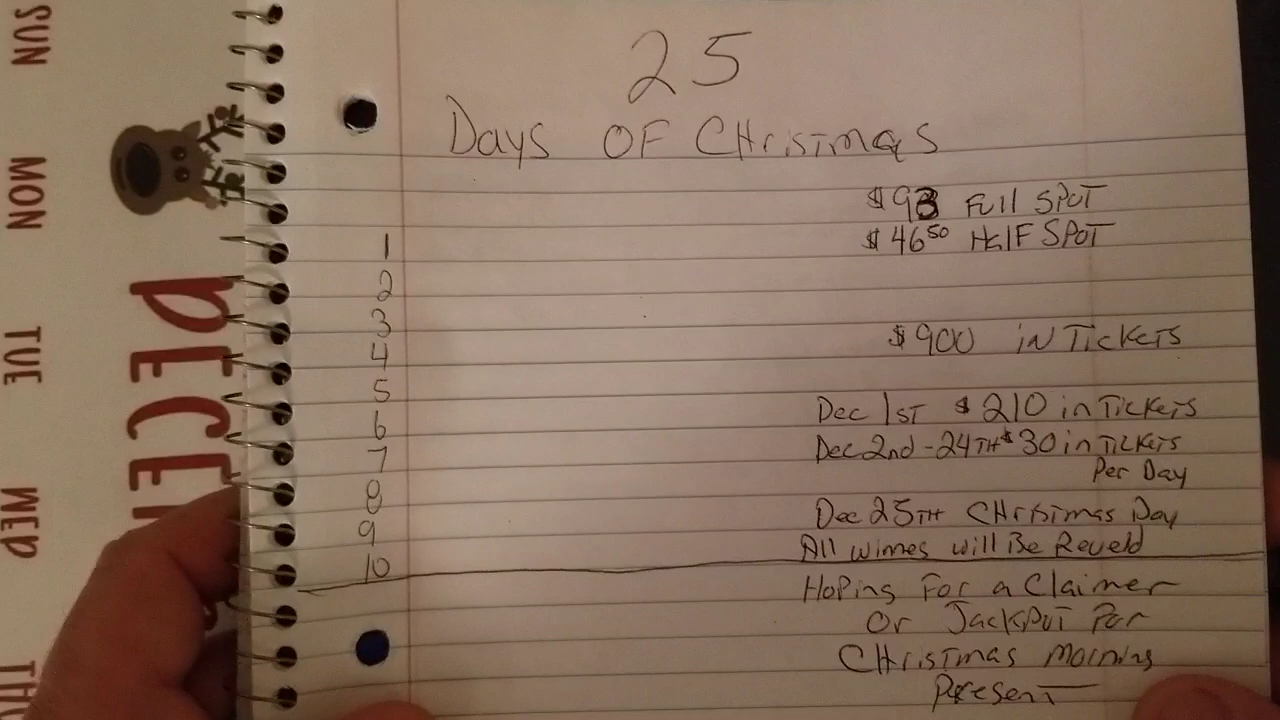 25
Days OF CHrisTmas
$93 Full SPOT
$46⁵⁰ HalF SPOT
1
2
3
$900 in TickeTs
4
5
Dec 1ST $210 in TickeTs
6
Dec 2nd - 24TH $30 in TickeTs
7
Per Day
8
Dec 25TH CHrisTmas Day
9
All winnes will Be Reveld
10
HoPing For a Claimer
Or JackPoT For
CHrisTmas morning
PresenT
SUN
MON
TUE
WED
THU
DECE